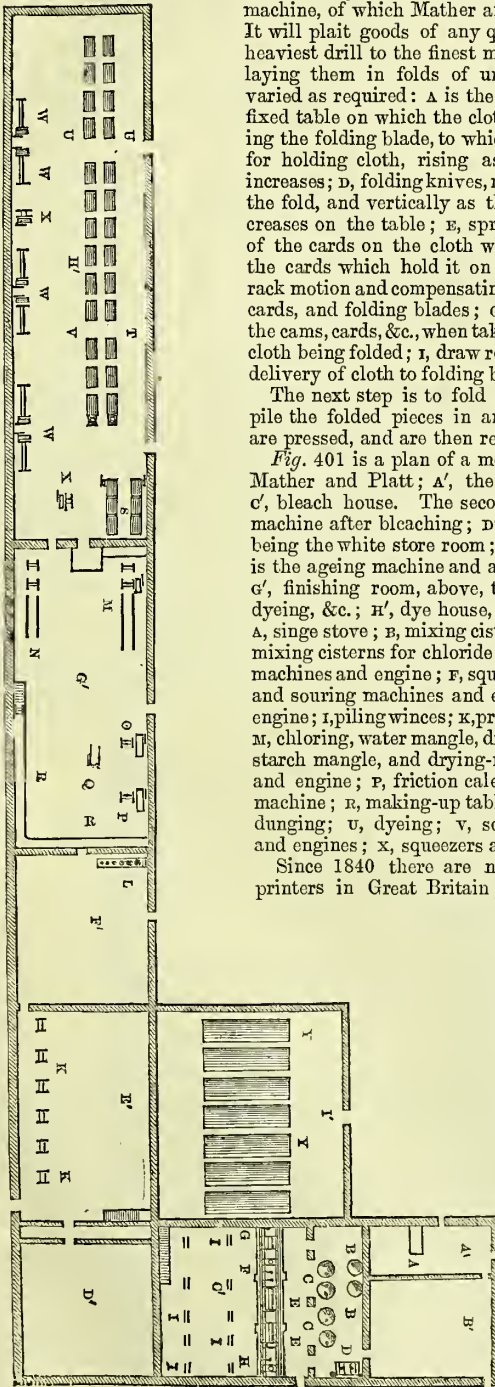 machine, of which Mather a
It will plait goods of any q
heaviest drill to the finest m
laying them in folds of un
varied as required: A is the
fixed table on which the clot
ing the folding blade, to whic
for holding cloth, rising as
increases; D, folding knives,
the fold, and vertically as th
creases on the table; E, spr
of the cards on the cloth w
the cards which hold it on
rack motion and compensatin
cards, and folding blades;
the cams, cards, &c., when tak
cloth being folded; I, draw r
delivery of cloth to folding b
The next step is to fold
pile the folded pieces in a
are pressed, and are then re
Fig. 401 is a plan of a m
Mather and Platt; A', the
C', bleach house. The seco
machine after bleaching; D'
being the white store room;
is the ageing machine and a
G', finishing room, above, t
dyeing, &c.; H', dye house,
A, singe stove; B, mixing cis
mixing cisterns for chloride
machines and engine; F, squ
and souring machines and e
engine; I, piling winces; K, pr
M, chloring, water mangle, d
starch mangle, and drying-
and engine; P, friction cale
machine; R, making-up tabl
dunging; U, dyeing; V, so
and engines; X, squeezers a
Since 1840 there are n
printers in Great Britain
W
W
X
W
W
X
U
U
H'
V
T
S
M
N
G'
O
P
Q
R
R
L
F'
K
K
E'
Y
Y
I'
D'
G
F
I
I
C'
I
I
H
B
B
C
C
E
E
D
A
A'
B'